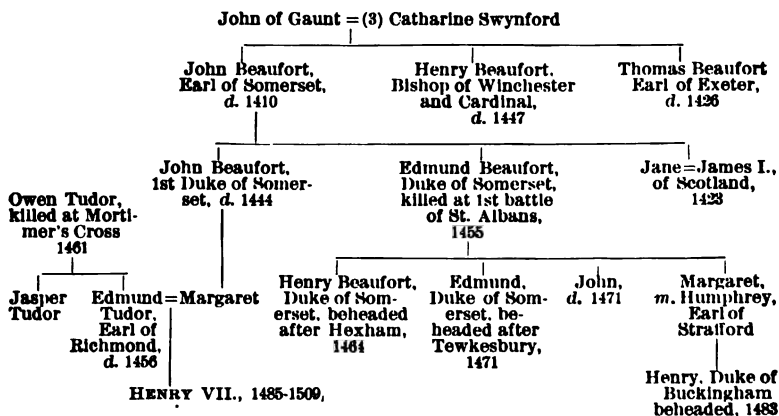 John of Gaunt = (3) Catharine Swynford
John Beaufort,
Earl of Somerset,
d. 1410
Henry Beaufort,
Bishop of Winchester
and Cardinal,
d. 1447
Thomas Beaufort
Earl of Exeter,
d. 1426
John Beaufort,
1st Duke of Somer-
set, d. 1444
Edmund Beaufort,
Duke of Somerset,
killed at 1st battle
of St. Albans,
1455
Jane=James I.,
of Scotland,
1423
Owen Tudor,
killed at Morti-
mer's Cross
1461
Jasper
Tudor
Edmund=Margaret
Tudor,
Earl of
Richmond,
d. 1456
Henry Beaufort,
Duke of Som-
erset, beheaded
after Hexham,
1464
Edmund,
Duke of Som-
erset, be-
headed after
Tewkesbury,
1471
John,
d. 1471
Margaret,
m. Humphrey,
Earl of
Stratford
HENRY VII., 1485-1509,
Henry, Duke of
Buckingham
beheaded, 1483